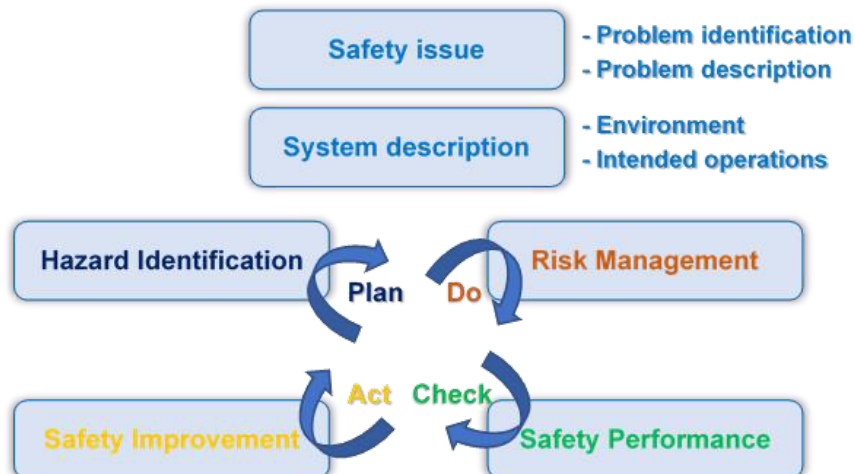 Safety issue
- Problem identification
- Problem description
System description
- Environment
- Intended operations
Hazard Identification
Plan
Do
Risk Management
Act
Check
Safety Improvement
Safety Performance